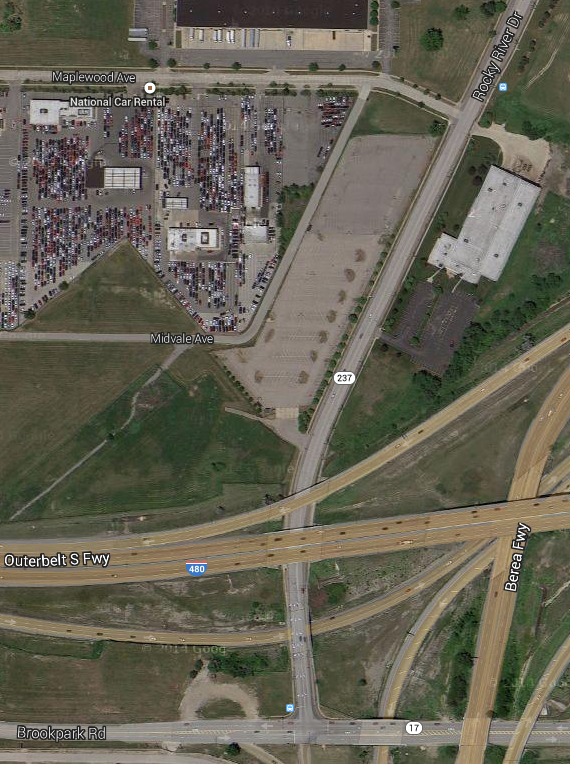 Rocky River Dr
Maplewood Ave
National Car Rental
Midvale Ave
237
Outerbelt S Fwy
480
Berea Fwy
Brookpark Rd
17